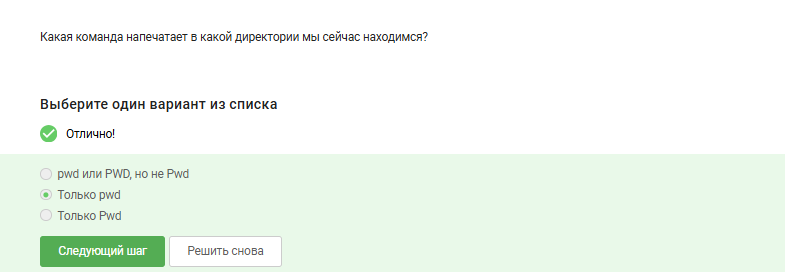 Какая команда напечатает в какой директории мы сейчас находимся?
Выберите один вариант из списка
Отлично!
pwd или PWD, но не Pwd
Только pwd
Только Pwd
Следующий шаг Решить снова